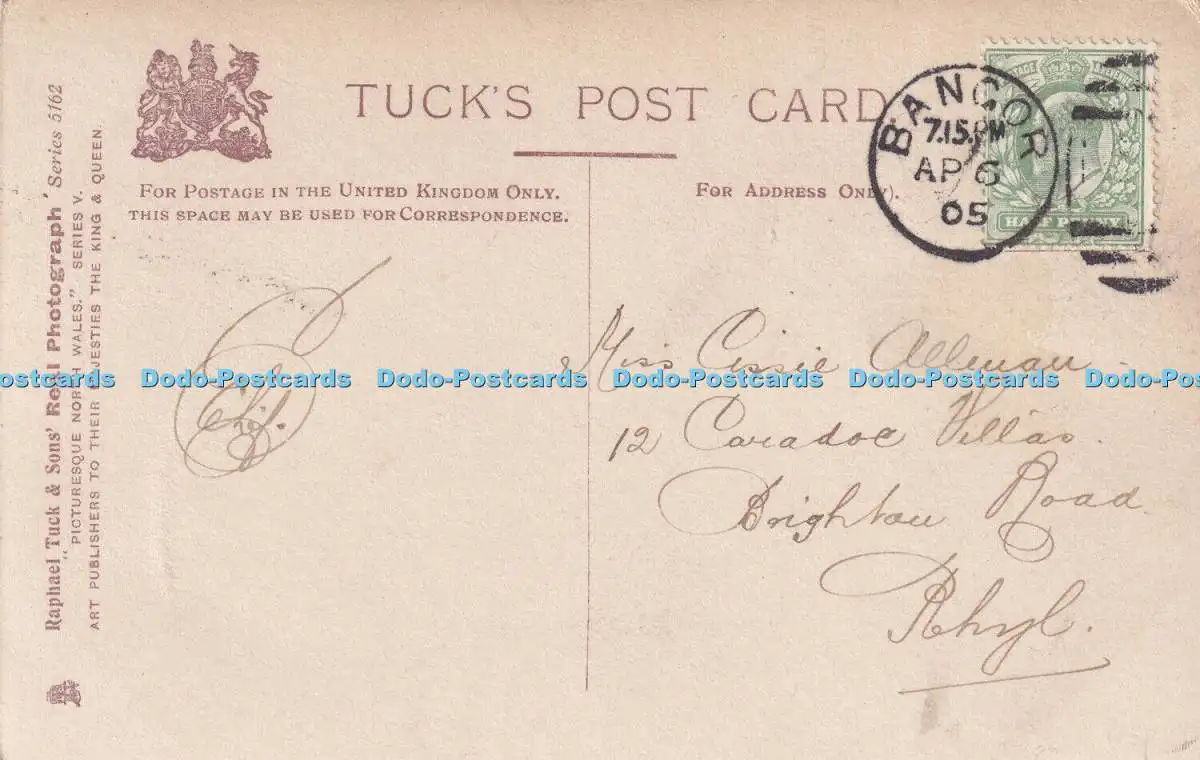 TUCK'S POST CARD
FOR POSTAGE IN THE UNITED KINGDOM ONLY.
THIS SPACE MAY BE USED FOR CORRESPONDENCE.
FOR ADDRESS ONLY.
BANGOR
7.15.PM
AP 6
05
HALF PENNY
Raphael Tuck & Sons' Real Photograph' Series 5162
"PICTURESQUE NORTH WALES." SERIES V.
ART PUBLISHERS TO THEIR MAJESTIES THE KING & QUEEN.
Miss Cissie Alleman
12 Caradoc Villas.
Brighton Road
Rhyl.
Dodo-Postcards Dodo-Postcards Dodo-Postcards Dodo-Postcards Dodo-Postcards